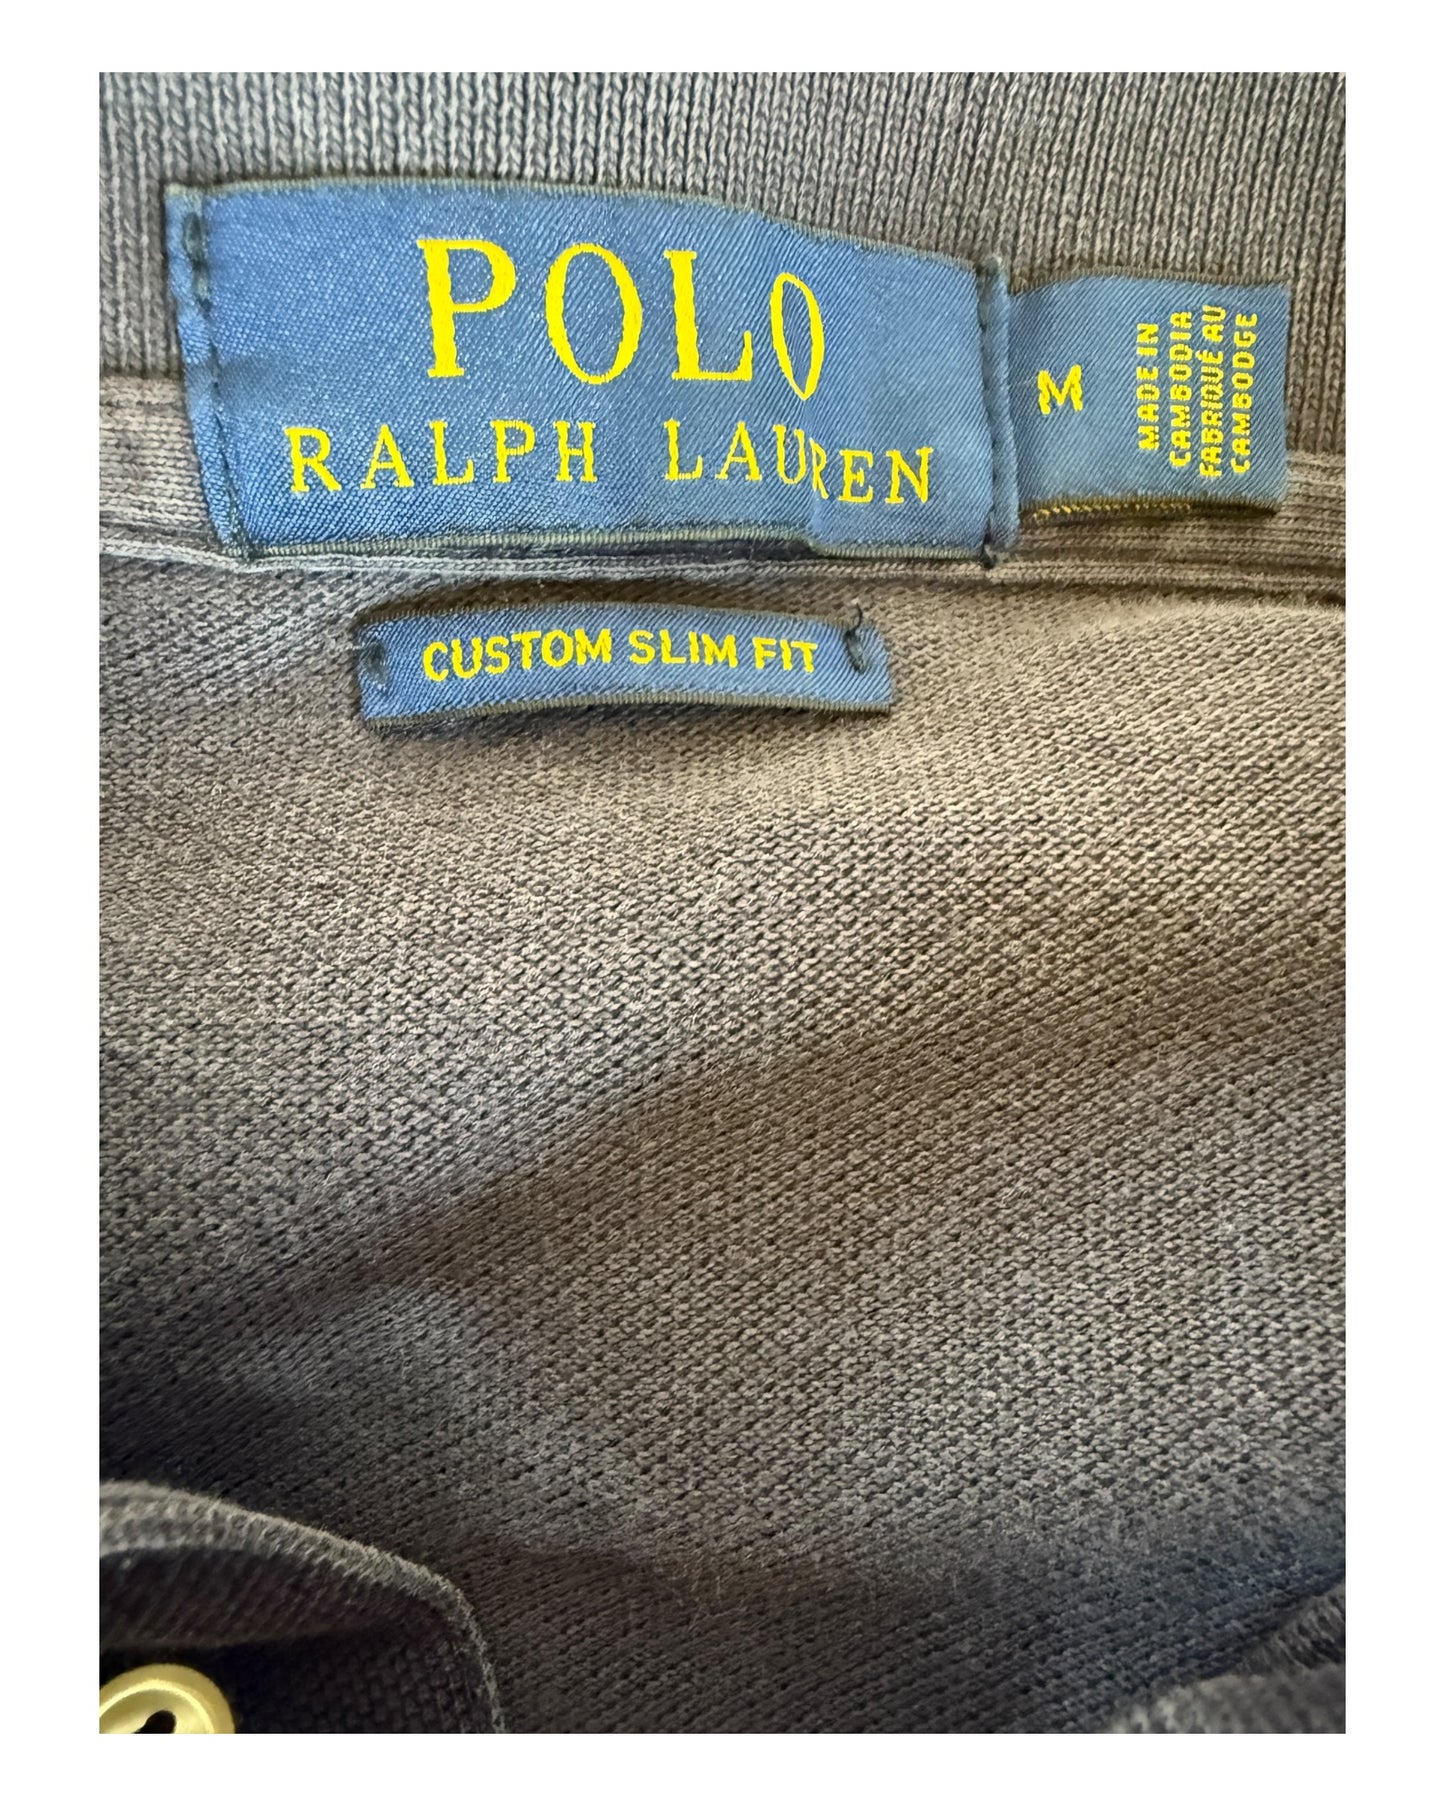 POLO
RALPH LAUREN
M
MADE IN
CAMBODIA
FABRIQUÉ AU
CAMBODGE
CUSTOM SLIM FIT